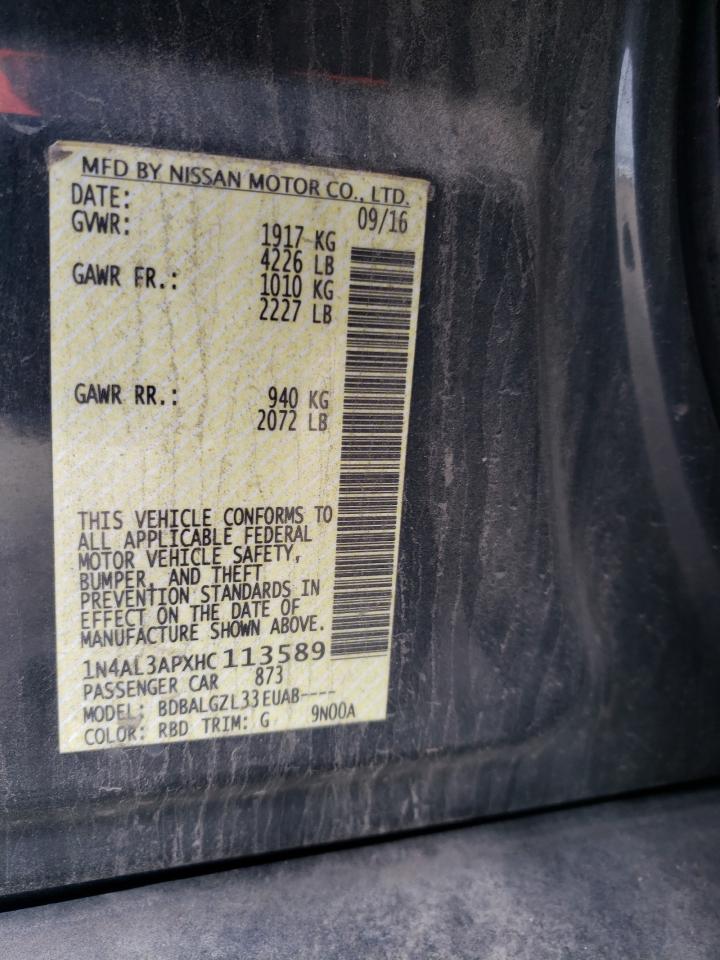 MFD BY NISSAN MOTOR CO., LTD.
DATE: 09/16
GVWR: 1917 KG
4226 LB
GAWR FR.: 1010 KG
2227 LB
GAWR RR.: 940 KG
2072 LB
THIS VEHICLE CONFORMS TO
ALL APPLICABLE FEDERAL
MOTOR VEHICLE SAFETY,
BUMPER, AND THEFT
PREVENTION STANDARDS IN
EFFECT ON THE DATE OF
MANUFACTURE SHOWN ABOVE.
1N4AL3APXHC113589
PASSENGER CAR 873
MODEL: BDBALGZL33EUAB----
COLOR: RBD TRIM: G 9N00A